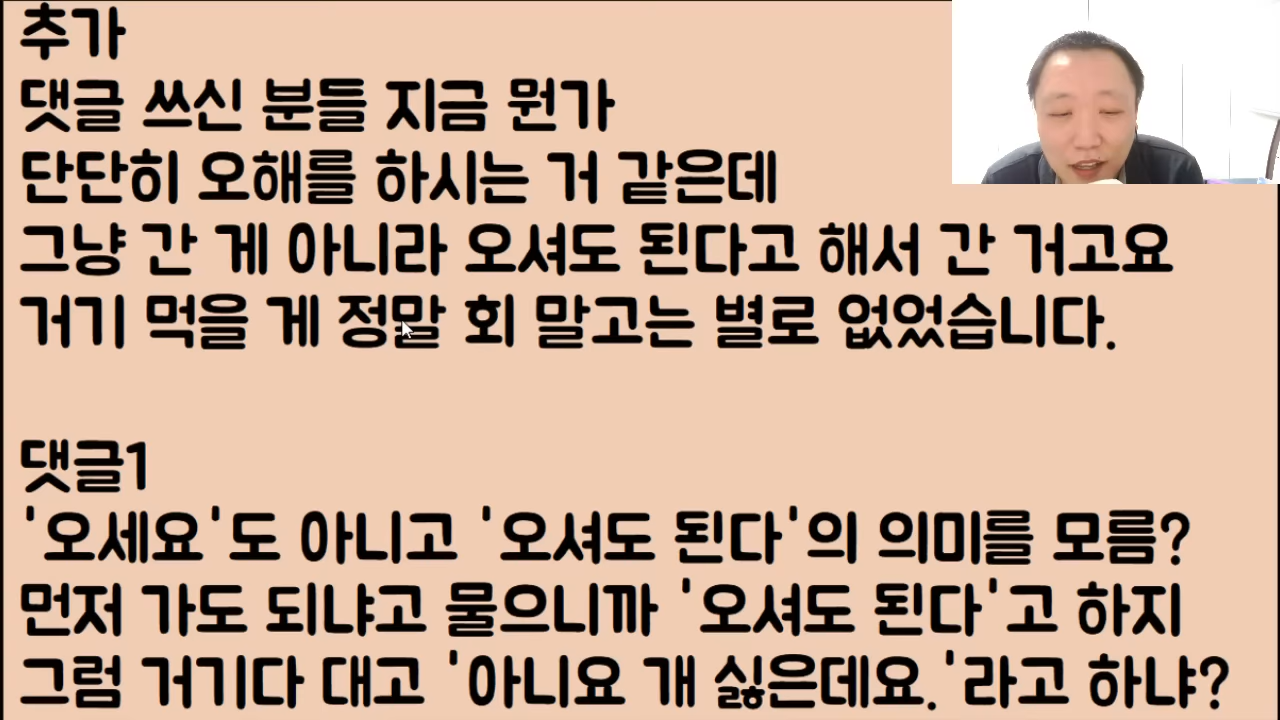 추가
댓글 쓰신 분들 지금 뭔가
단단히 오해를 하시는 거 같은데
그냥 간 게 아니라 오셔도 된다고 해서 간 거고요
거기 먹을 게 정말 회 말고는 별로 없었습니다.
댓글1
'오세요'도 아니고 '오셔도 된다'의 의미를 모름?
먼저 가도 되냐고 물으니까 '오셔도 된다'고 하지
그럼 거기다 대고 '아니요 개 싫은데요.'라고 하냐?